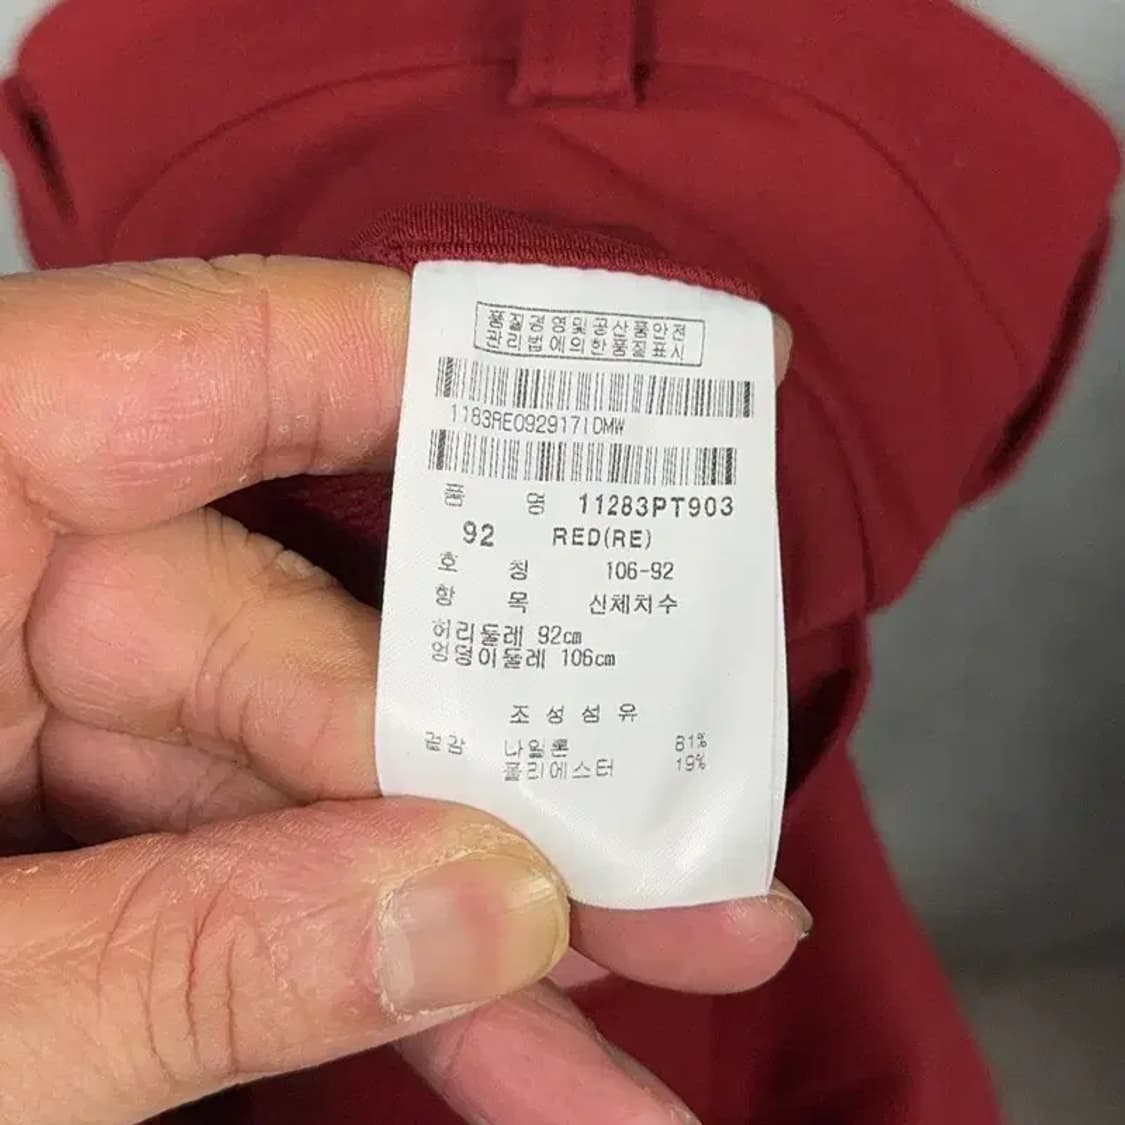 품질경영및공산품안전
관리법에의한품질표시
1183RE0929171DMW
품 명 11283PT903
92 RED(RE)
호 칭 106-92
항 목 신체치수
허리둘레 92cm
엉덩이둘레 106cm
조성섬유
겉감 나일론 81%
폴리에스터 19%